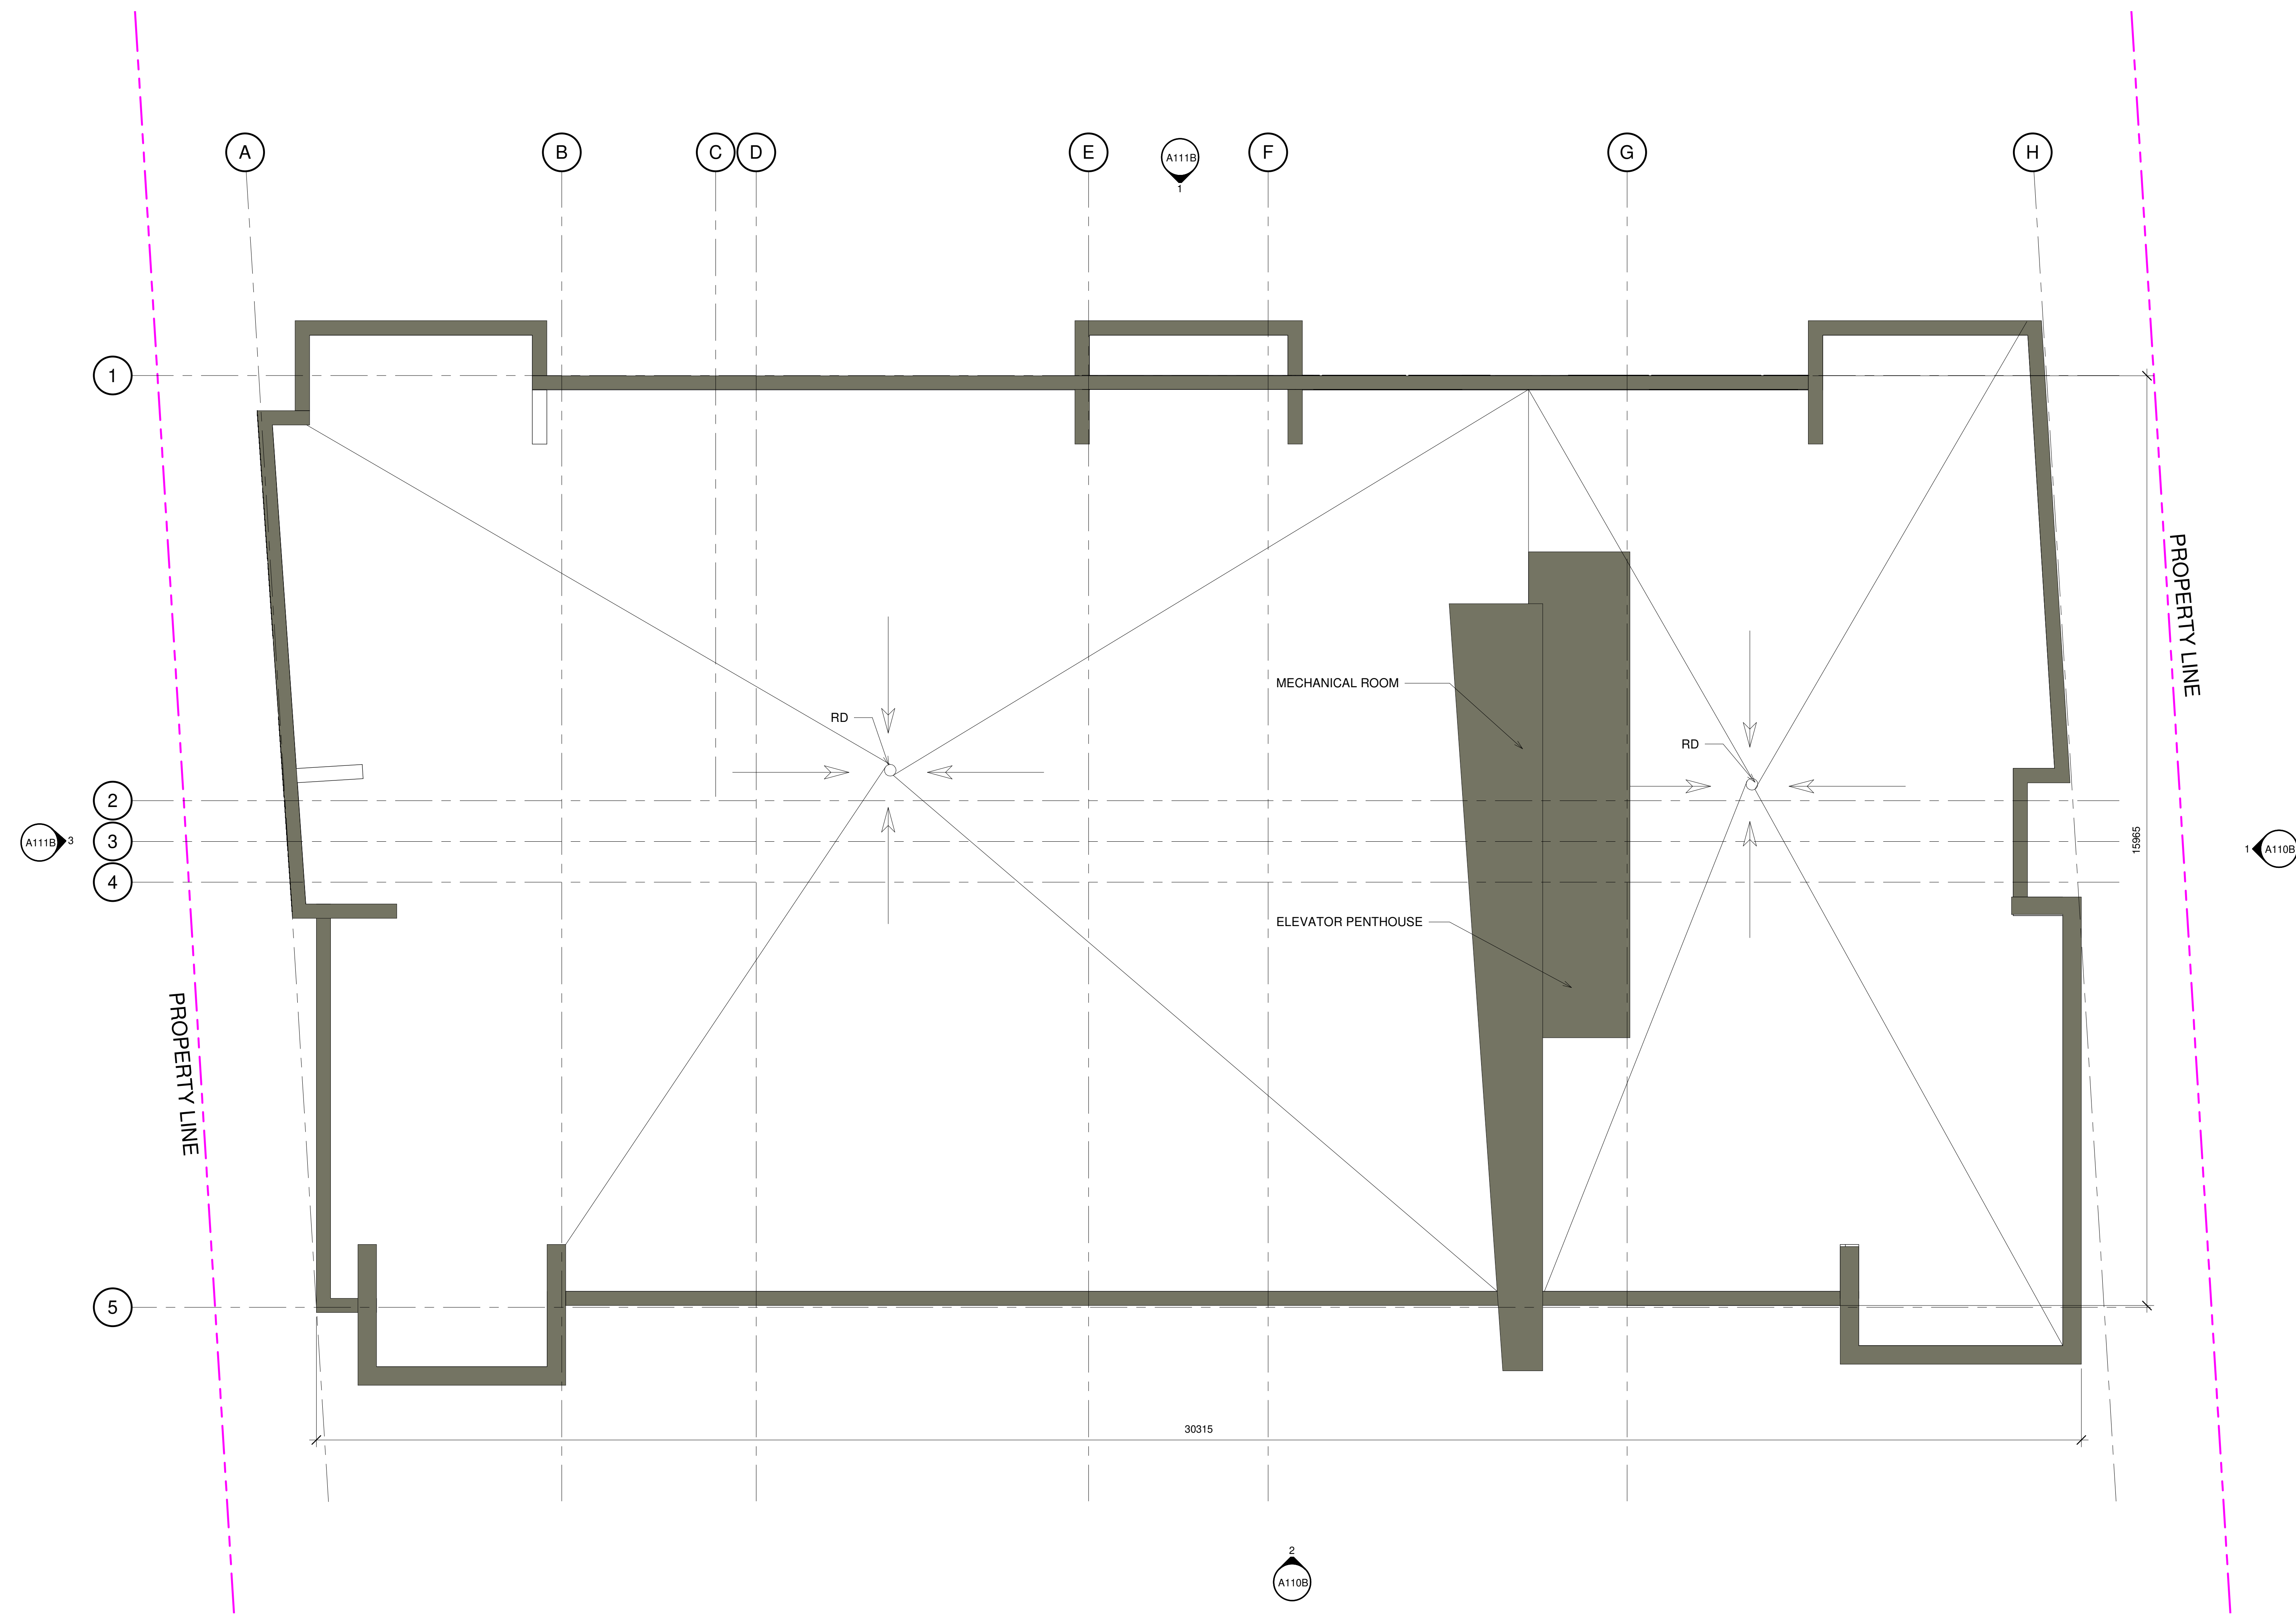 A
B
C
D
E
F
G
H
A111B
1
1
PROPERTY LINE
MECHANICAL ROOM
RD
RD
2
3
4
A111B
3
15965
1
A110B
ELEVATOR PENTHOUSE
PROPERTY LINE
5
30315
2
A110B